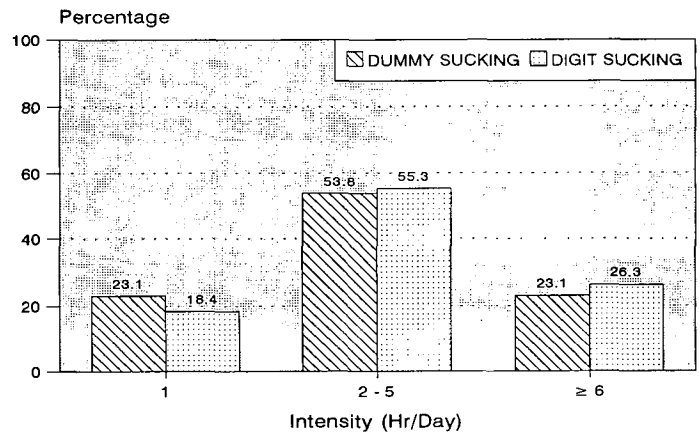 Percentage
100
DUMMY SUCKING DIGIT SUCKING
80
60
53.8 55.3
40
23.1 18.4 23.1 26.3
20
0
1 2 - 5 ≥ 6
Intensity (Hr/Day)